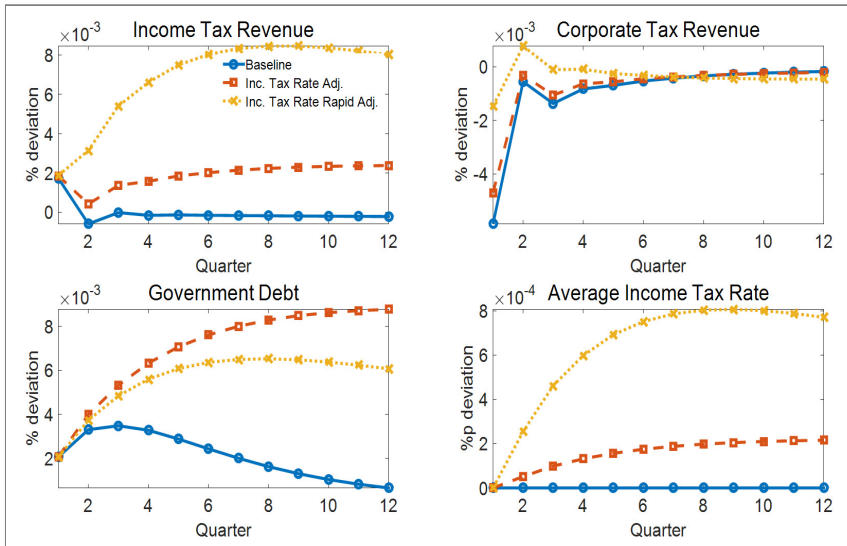 Income Tax Revenue
×10⁻³
8
6
4
2
0
% deviation
Baseline
Inc. Tax Rate Adj.
Inc. Tax Rate Rapid Adj.
2 4 6 8 10 12
Quarter
Corporate Tax Revenue
×10⁻³
0
-2
-4
% deviation
2 4 6 8 10 12
Quarter
Government Debt
×10⁻³
8
6
4
2
% deviation
2 4 6 8 10 12
Quarter
Average Income Tax Rate
×10⁻⁴
8
6
4
2
0
%p deviation
2 4 6 8 10 12
Quarter